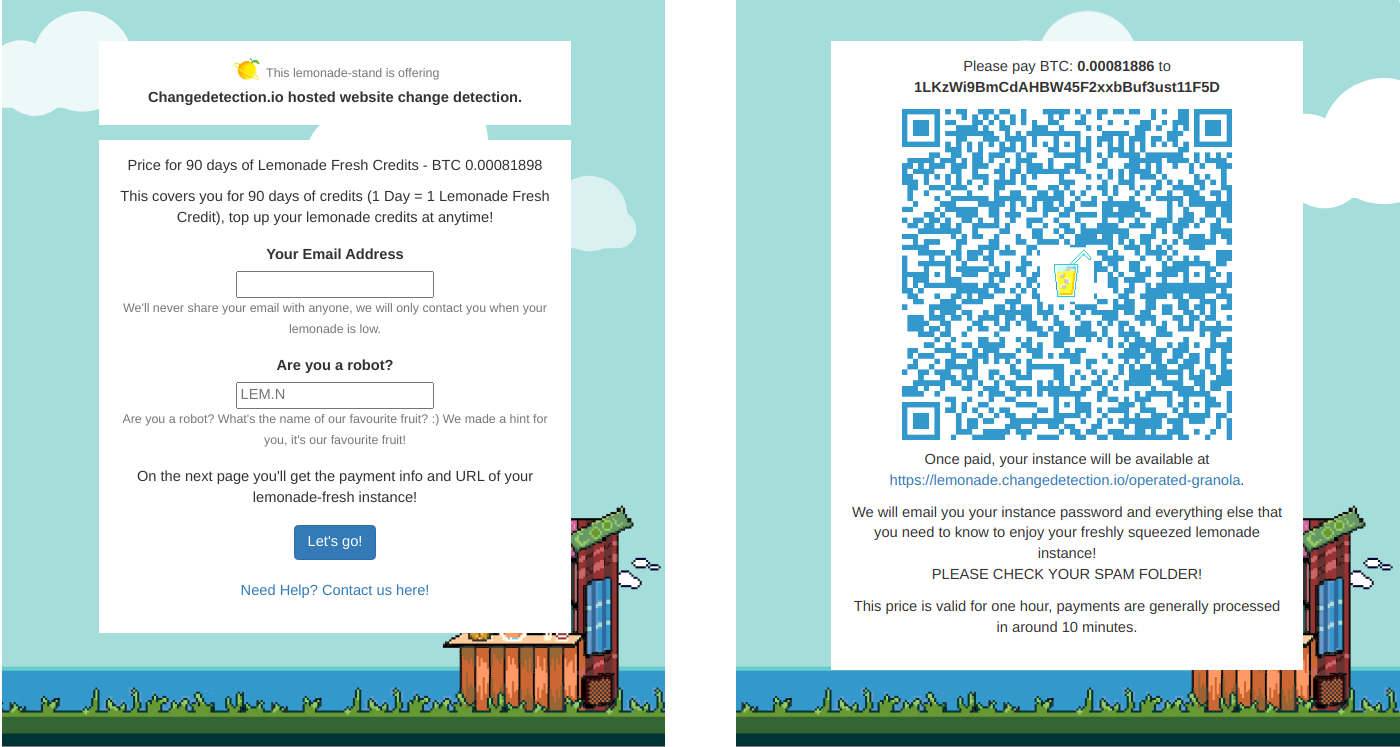 This lemonade-stand is offering
Changedetection.io hosted website change detection.
Price for 90 days of Lemonade Fresh Credits - BTC 0.00081898
This covers you for 90 days of credits (1 Day = 1 Lemonade Fresh
Credit), top up your lemonade credits at anytime!
Your Email Address
We'll never share your email with anyone, we will only contact you when your
lemonade is low.
Are you a robot?
LEM.N
Are you a robot? What's the name of our favourite fruit? :) We made a hint for
you, it's our favourite fruit!
On the next page you'll get the payment info and URL of your
lemonade-fresh instance!
Let's go!
Need Help? Contact us here!
Please pay BTC: 0.00081886 to
1LKzWi9BmCdAHBW45F2xxbBuf3ust11F5D
Once paid, your instance will be available at
https://lemonade.changedetection.io/operated-granola.
We will email you your instance password and everything else that
you need to know to enjoy your freshly squeezed lemonade
instance!
PLEASE CHECK YOUR SPAM FOLDER!
This price is valid for one hour, payments are generally processed
in around 10 minutes.